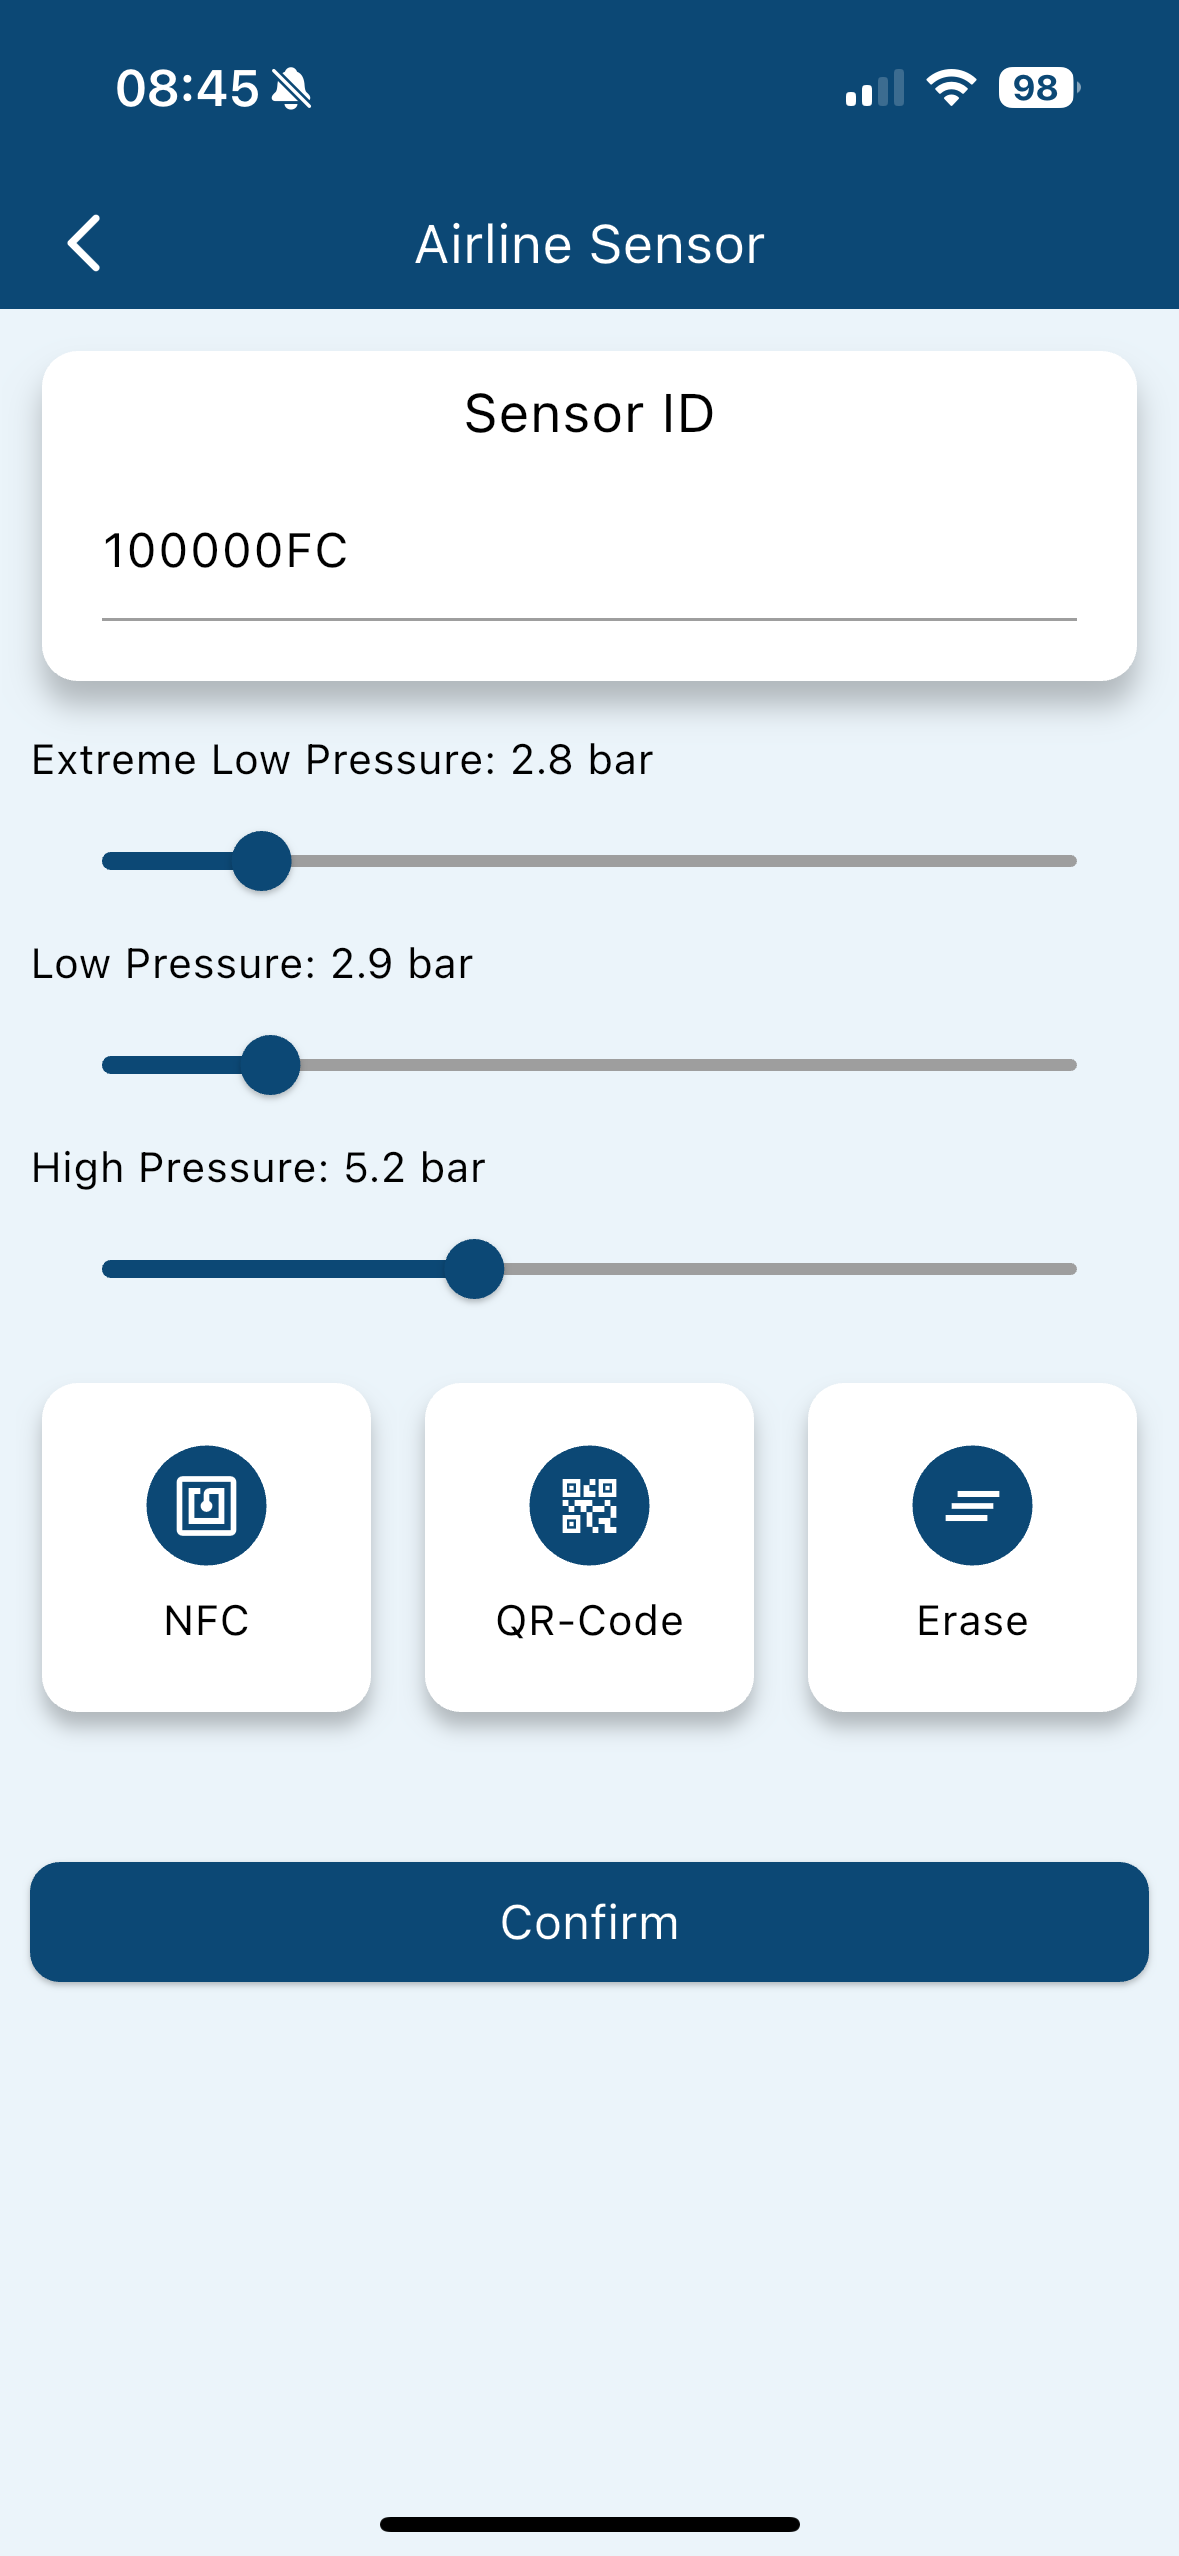 08:45
98
Airline Sensor
Sensor ID
100000FC
Extreme Low Pressure: 2.8 bar
Low Pressure: 2.9 bar
High Pressure: 5.2 bar
NFC
QR-Code
Erase
Confirm